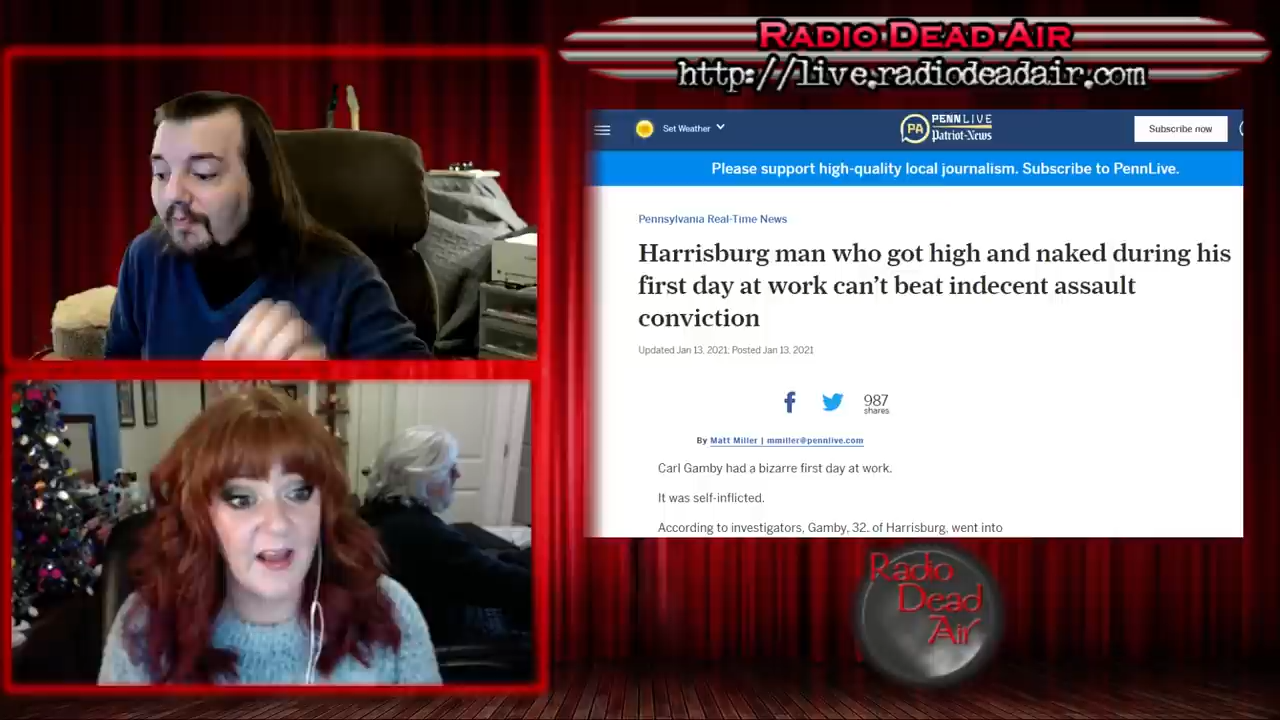 RADIO DEAD AIR
http://live.radiodeadair.com
Set Weather
PA PENNLIVE
Patriot-News
Subscribe now
Please support high-quality local journalism. Subscribe to PennLive.
Pennsylvania Real-Time News
Harrisburg man who got high and naked during his
first day at work can’t beat indecent assault
conviction
Updated Jan 13, 2021; Posted Jan 13, 2021
987
shares
By Matt Miller | mmiller@pennlive.com
Carl Gamby had a bizarre first day at work.
It was self-inflicted.
According to investigators, Gamby, 32, of Harrisburg, went into
Radio
Dead
Air